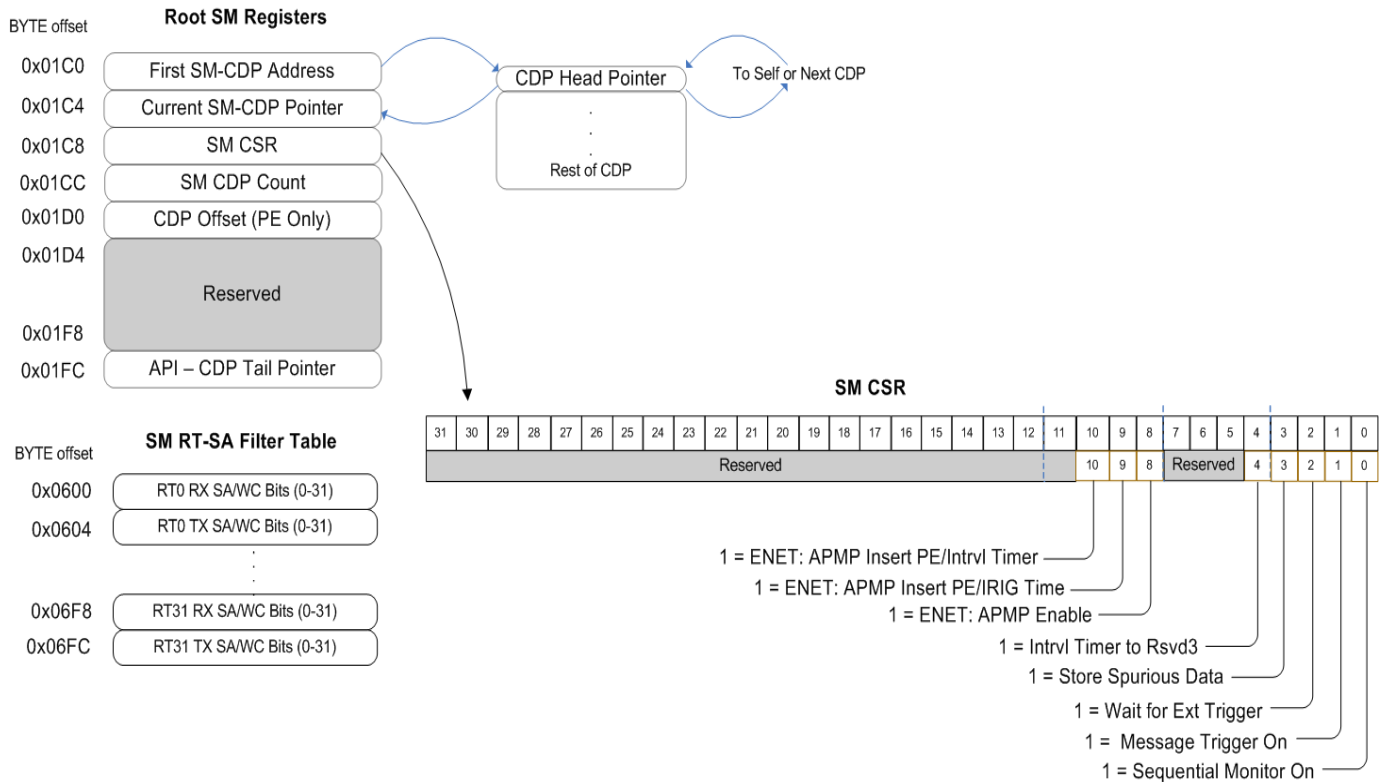 Root SM Registers
BYTE offset
0x01C0 First SM-CDP Address
0x01C4 Current SM-CDP Pointer
0x01C8 SM CSR
0x01CC SM CDP Count
0x01D0 CDP Offset (PE Only)
0x01D4
Reserved
0x01F8
0x01FC API – CDP Tail Pointer
CDP Head Pointer
.
.
.
Rest of CDP
To Self or Next CDP
SM RT-SA Filter Table
BYTE offset
0x0600 RT0 RX SA/WC Bits (0-31)
0x0604 RT0 TX SA/WC Bits (0-31)
. .
. .
. .
0x06F8 RT31 RX SA/WC Bits (0-31)
0x06FC RT31 TX SA/WC Bits (0-31)
SM CSR
31 30 29 28 27 26 25 24 23 22 21 20 19 18 17 16 15 14 13 12 11 10 9 8 7 6 5 4 3 2 1 0
Reserved 10 9 8 Reserved 4 3 2 1 0
1 = ENET: APMP Insert PE/Intrvl Timer
1 = ENET: APMP Insert PE/IRIG Time
1 = ENET: APMP Enable
1 = Intrvl Timer to Rsvd3
1 = Store Spurious Data
1 = Wait for Ext Trigger
1 = Message Trigger On
1 = Sequential Monitor On